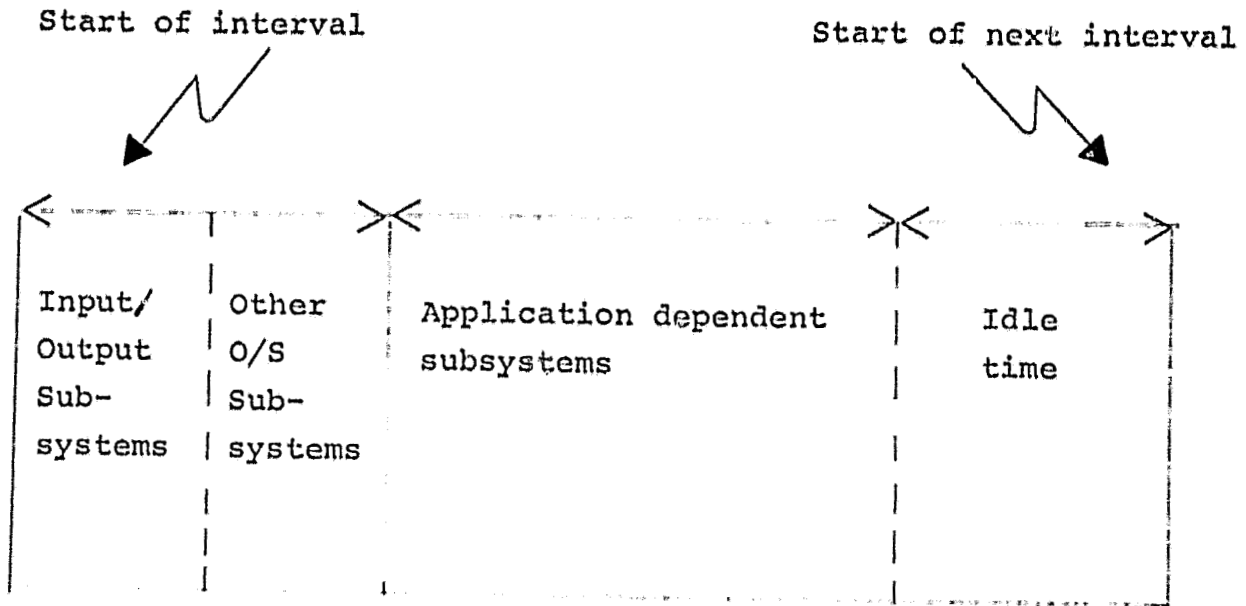 Start of interval
Start of next interval
Input/
Output
Sub-
systems
Other
O/S
Sub-
systems
Application dependent
subsystems
Idle
time